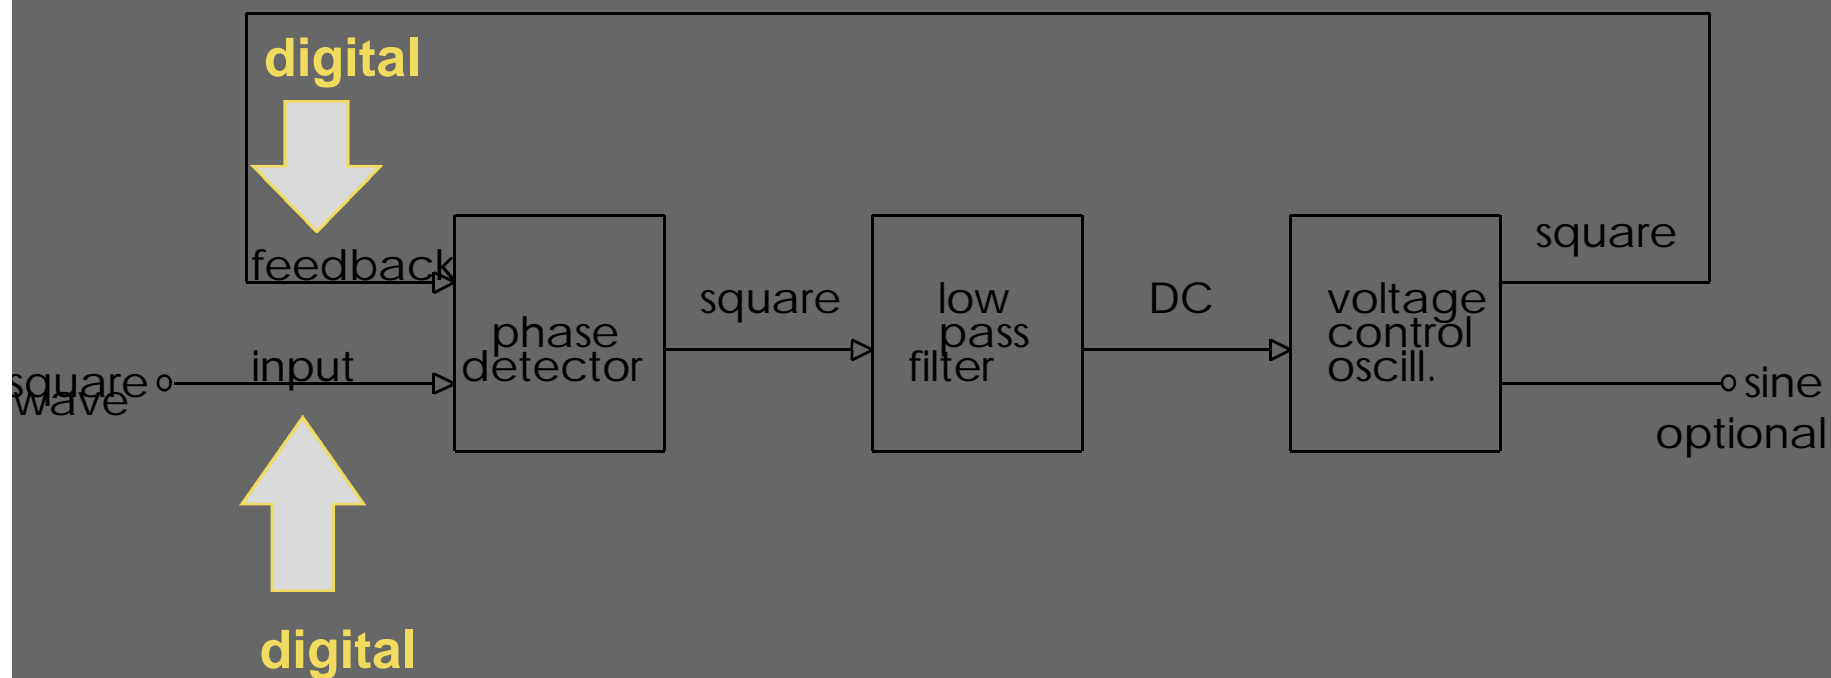 digital
feedback
square
square
low
pass
filter
DC
voltage
control
oscill.
phase
detector
input
square
wave
sine
optional
digital